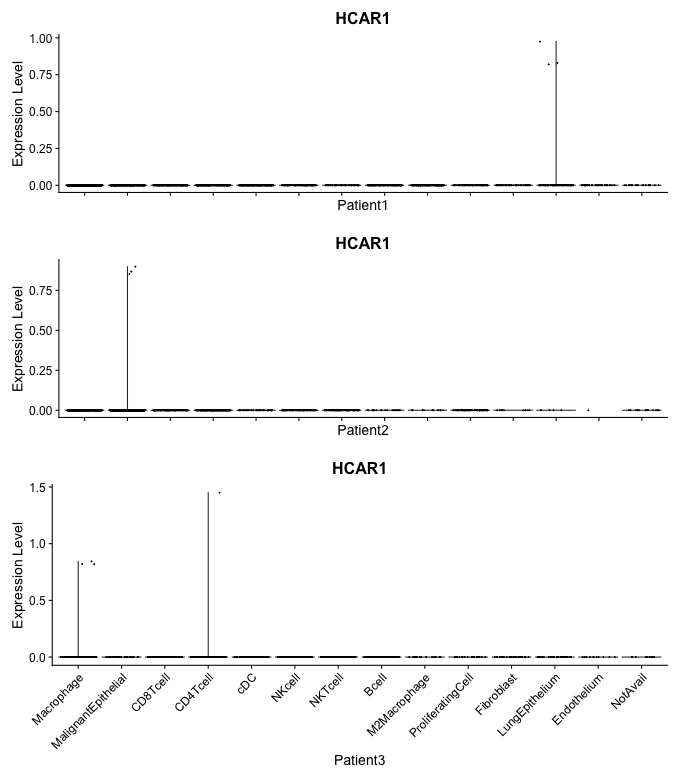 HCAR1
Expression Level
1.00
0.75
0.50
0.25
0.00
Patient1
HCAR1
Expression Level
0.75
0.50
0.25
0.00
Patient2
HCAR1
Expression Level
1.5
1.0
0.5
0.0
Macrophage
MalignantEpithelial
CD8Tcell
CD4Tcell
cDC
NKcell
NKTcell
Bcell
M2Macrophage
ProliferatingCell
Fibroblast
LungEpithelium
Endothelium
NotAvail
Patient3